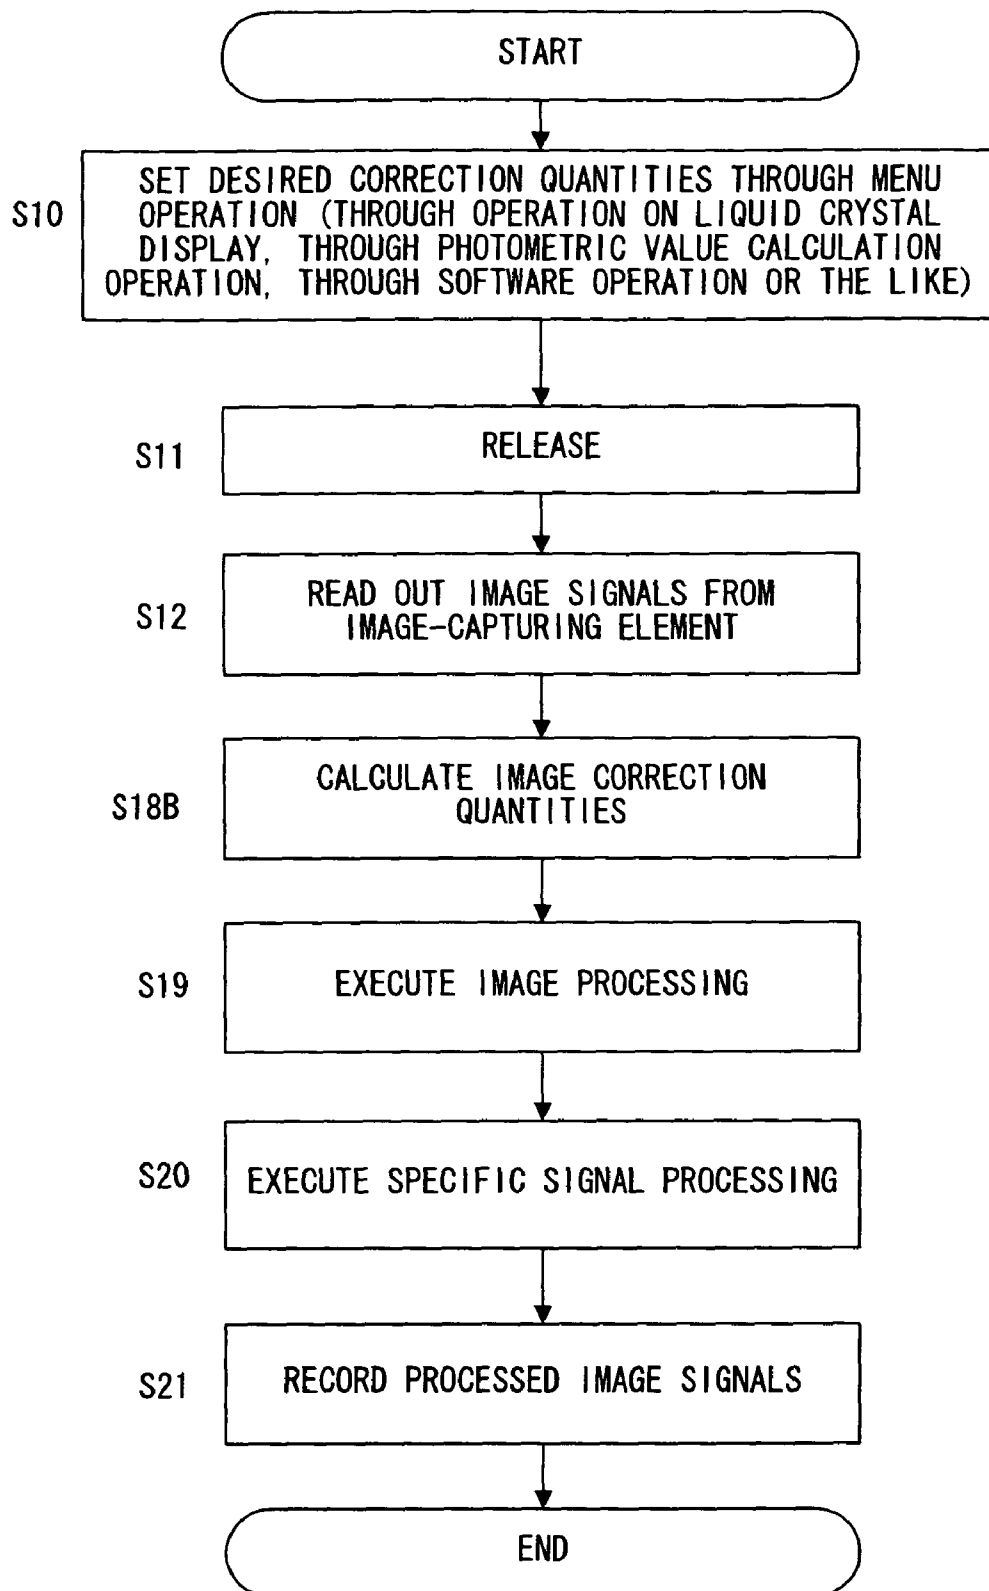 START
S10
SET DESIRED CORRECTION QUANTITIES THROUGH MENU
OPERATION (THROUGH OPERATION ON LIQUID CRYSTAL
DISPLAY, THROUGH PHOTOMETRIC VALUE CALCULATION
OPERATION, THROUGH SOFTWARE OPERATION OR THE LIKE)
S11
RELEASE
S12
READ OUT IMAGE SIGNALS FROM
IMAGE-CAPTURING ELEMENT
S18B
CALCULATE IMAGE CORRECTION
QUANTITIES
S19
EXECUTE IMAGE PROCESSING
S20
EXECUTE SPECIFIC SIGNAL PROCESSING
S21
RECORD PROCESSED IMAGE SIGNALS
END